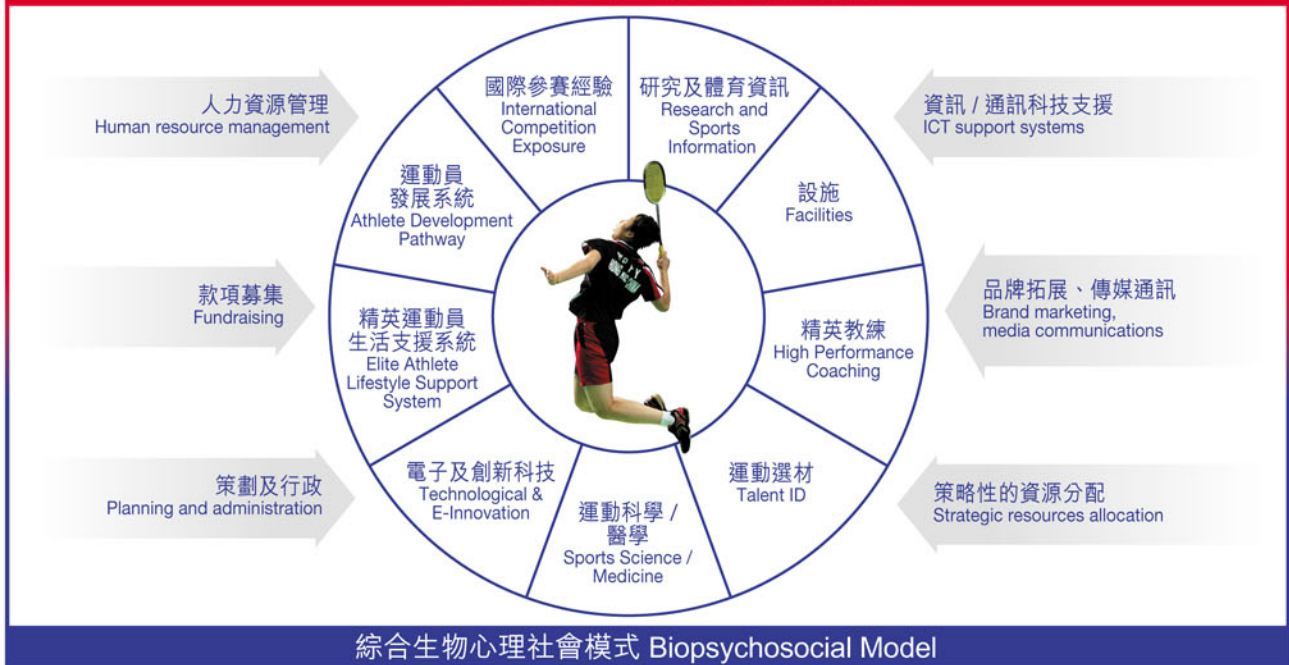 人力資源管理
Human resource management
款項募集
Fundraising
策劃及行政
Planning and administration
國際參賽經驗
International
Competition
Exposure
研究及體育資訊
Research and
Sports
Information
設施
Facilities
精英教練
High Performance
Coaching
運動選材
Talent ID
運動科學 /
醫學
Sports Science /
Medicine
電子及創新科技
Technological &
E-Innovation
精英運動員
生活支援系統
Elite Athlete
Lifestyle Support
System
運動員
發展系統
Athlete Development
Pathway
資訊 / 通訊科技支援
ICT support systems
品牌拓展、傳媒通訊
Brand marketing,
media communications
策略性的資源分配
Strategic resources allocation
綜合生物心理社會模式 Biopsychosocial Model